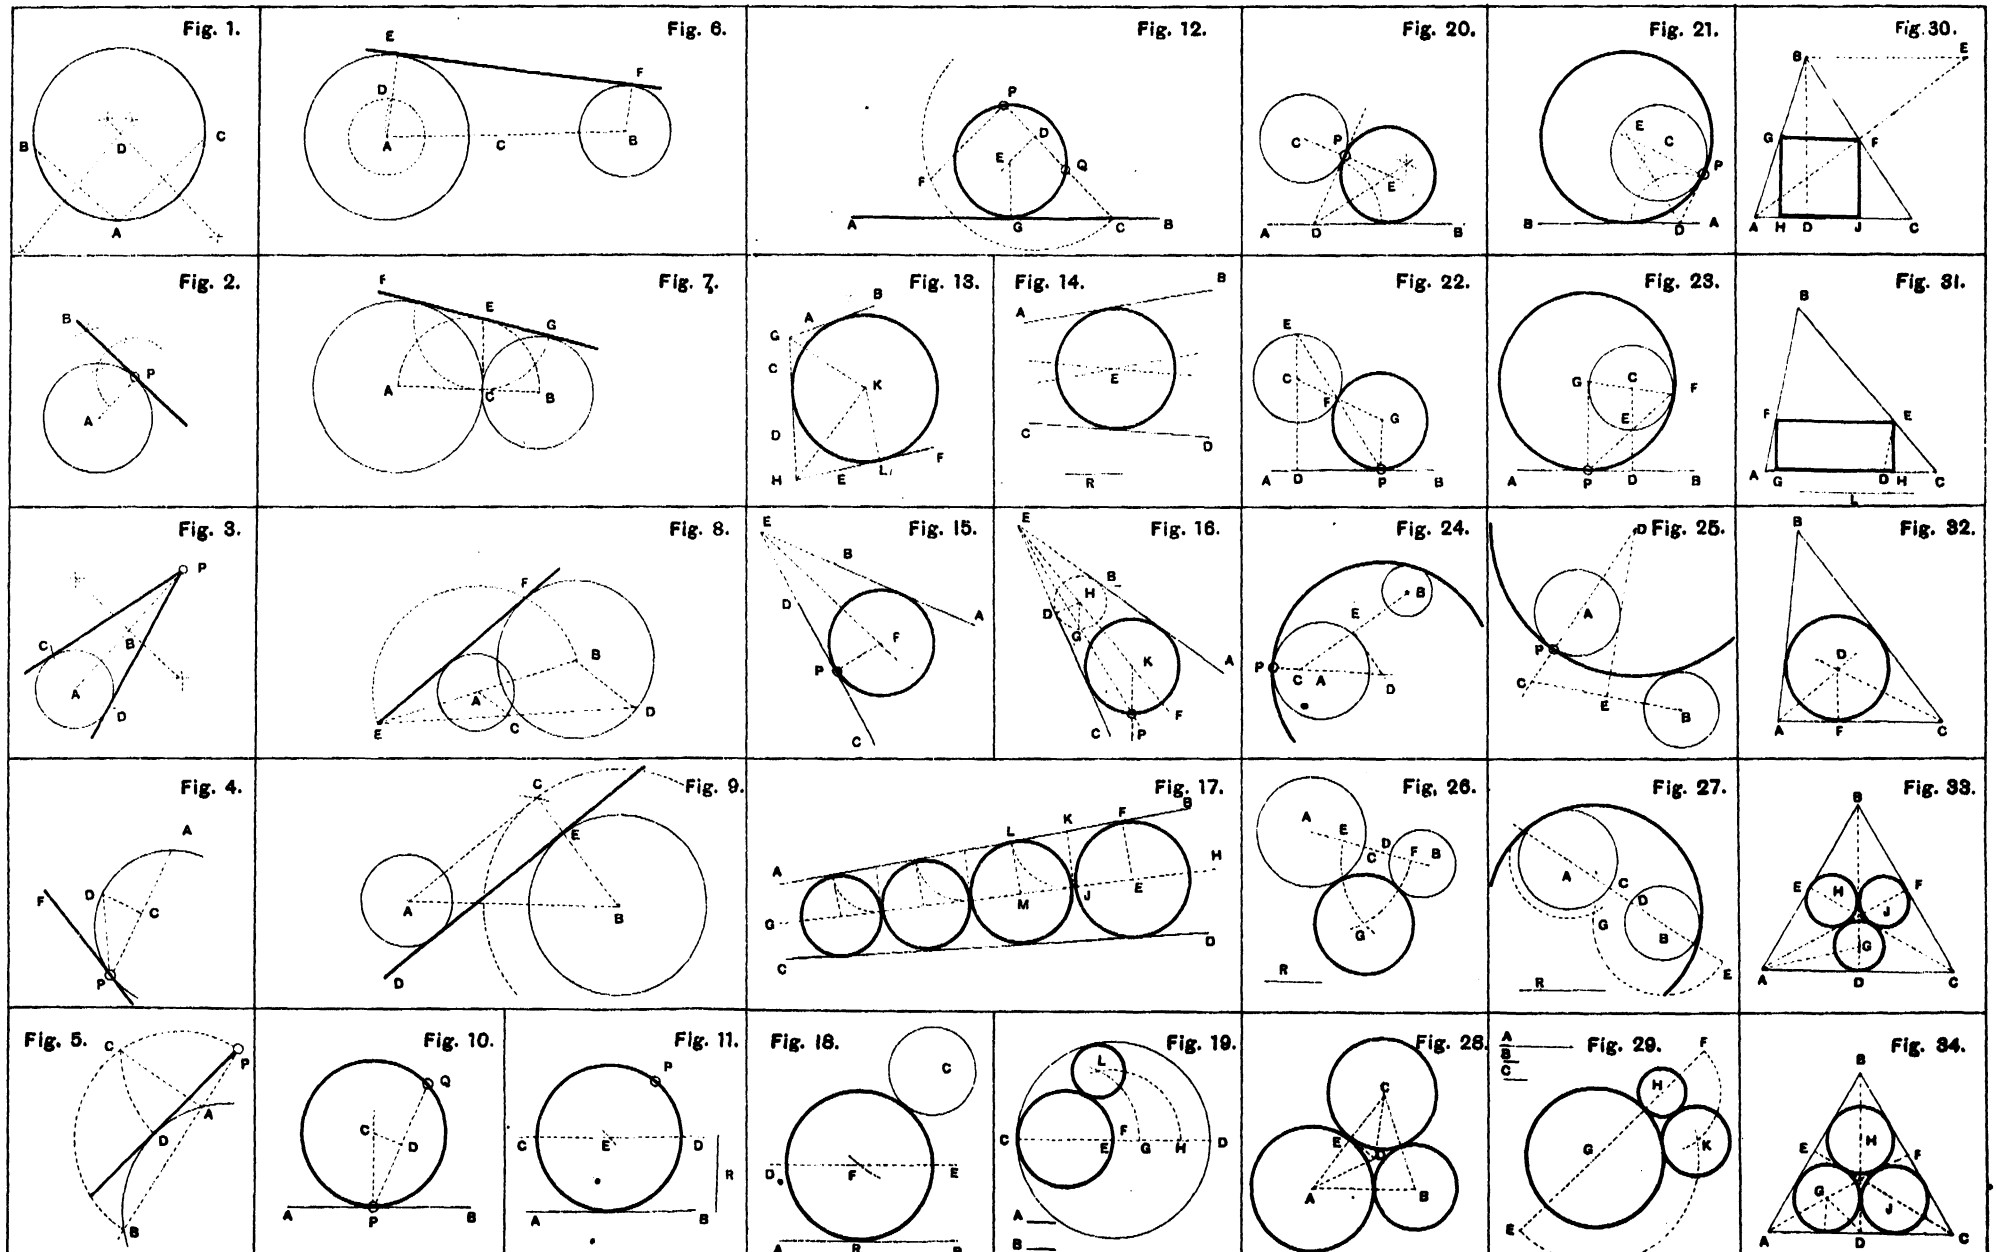 Fig. 1.
B
C
D
A
Fig. 6.
E
F
D
A
C
B
Fig. 12.
P
D
E
Q
F
A
G
C
B
Fig. 20.
C
P
E
A
D
B
Fig. 21.
E
C
P
B
D
A
Fig. 30.
B
E
G
F
A
H
D
J
C
Fig. 2.
B
P
A
Fig. 7.
F
E
G
A
C
B
Fig. 13.
B
A
G
C
K
D
H
E
L
F
Fig. 14.
B
A
E
C
D
R
Fig. 22.
E
C
F
G
A
D
P
B
Fig. 23.
G
C
F
E
A
P
D
B
Fig. 31.
B
F
E
A
G
D
H
C
L
Fig. 3.
P
C
B
A
D
Fig. 8.
F
B
A
D
E
C
Fig. 15.
E
B
D
A
F
P
C
Fig. 16.
E
B
H
D
G
K
A
F
C
P
Fig. 24.
B
E
P
C
A
D
Fig. 25.
D
A
P
C
E
B
Fig. 32.
B
D
A
F
C
Fig. 4.
A
D
F
C
P
Fig. 9.
C
E
A
B
D
Fig. 17.
B
F
K
L
H
A
J
E
M
G
D
C
Fig. 26.
A
E
D
C
F
B
G
R
Fig. 27.
A
C
D
G
B
E
R
Fig. 33.
B
E
H
F
J
G
A
D
C
Fig. 5.
C
P
A
D
B
Fig. 10.
Q
C
D
A
P
B
Fig. 11.
P
C
E
D
R
A
B
Fig. 18.
C
D
F
E
A
R
Fig. 19.
L
C
E
F
G
H
D
A
B
Fig. 28.
C
E
D
A
B
Fig. 29.
A
B
C
F
H
G
K
E
Fig. 34.
B
E
H
F
G
J
A
D
C